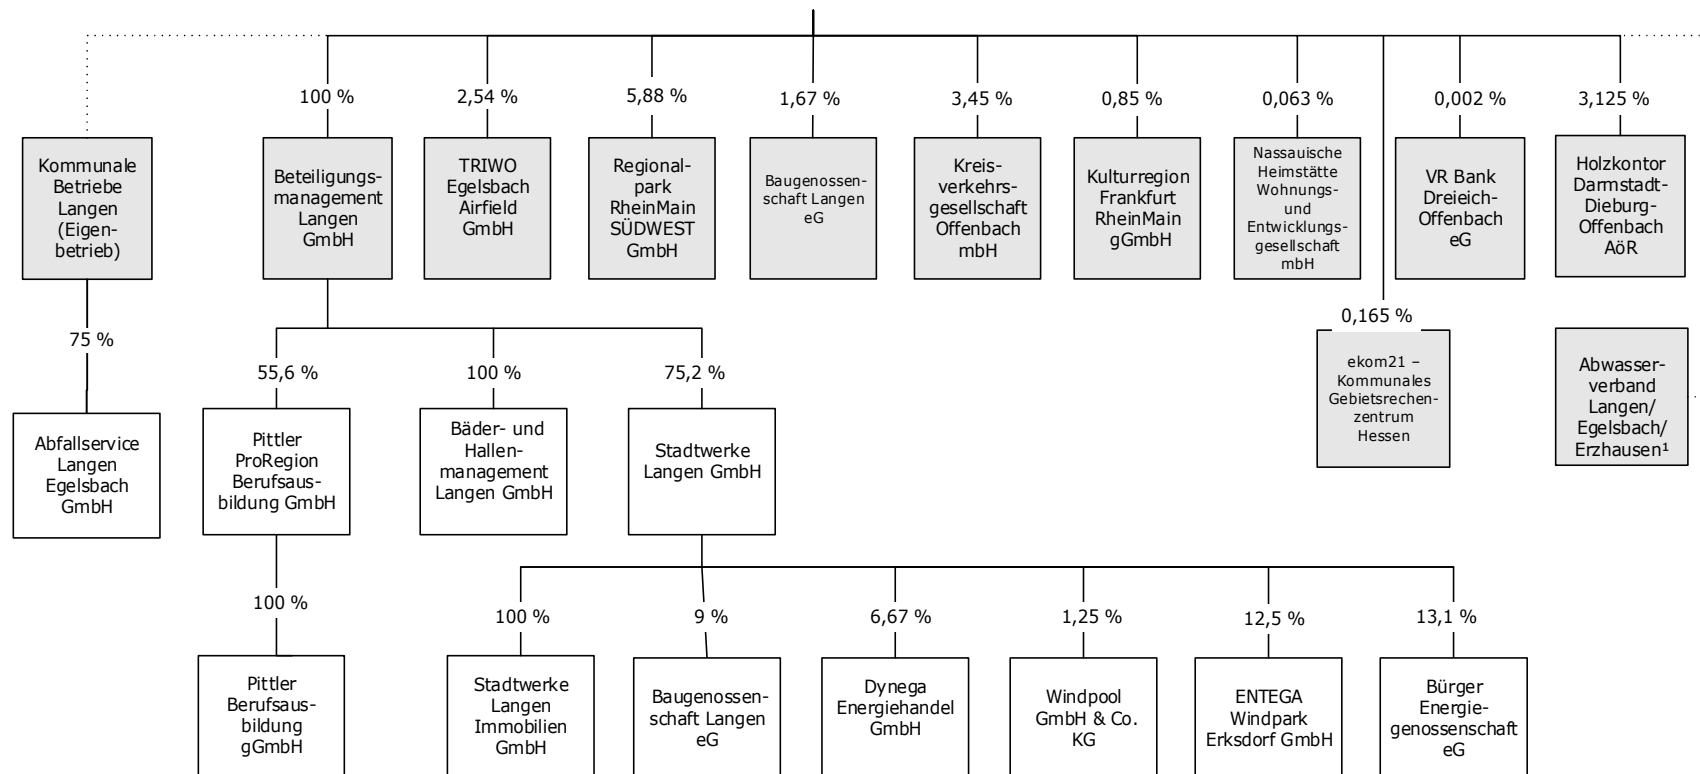 100 %
2,54 %
5,88 %
1,67 %
3,45 %
0,85 %
0,063 %
0,002 %
3,125 %
Kommunale
Betriebe
Langen
(Eigen-
betrieb)
Beteiligungs-
management
Langen
GmbH
TRIWO
Egelsbach
Airfield
GmbH
Regional-
park
RheinMain
SÜDWEST
GmbH
Baugenossen-
schaft Langen
eG
Kreis-
verkehrs-
gesellschaft
Offenbach
mbH
Kulturregion
Frankfurt
RheinMain
gGmbH
Nassauische
Heimstätte
Wohnungs-
und
Entwicklungs-
gesellschaft
mbH
VR Bank
Dreieich-
Offenbach
eG
Holzkontor
Darmstadt-
Dieburg-
Offenbach
AöR
75 %
0,165 %
55,6 %
100 %
75,2 %
ekom21 –
Kommunales
Gebietsrechen-
zentrum
Hessen
Abwasser-
verband
Langen/
Egelsbach/
Erzhausen¹
Abfallservice
Langen
Egelsbach
GmbH
Pittler
ProRegion
Berufsaus-
bildung GmbH
Bäder- und
Hallen-
management
Langen GmbH
Stadtwerke
Langen GmbH
100 %
100 %
9 %
6,67 %
1,25 %
12,5 %
13,1 %
Pittler
Berufsaus-
bildung
gGmbH
Stadtwerke
Langen
Immobilien
GmbH
Baugenossen-
schaft Langen
eG
Dynega
Energiehandel
GmbH
Windpool
GmbH & Co.
KG
ENTEGA
Windpark
Erksdorf GmbH
Bürger
Energie-
genossenschaft
eG